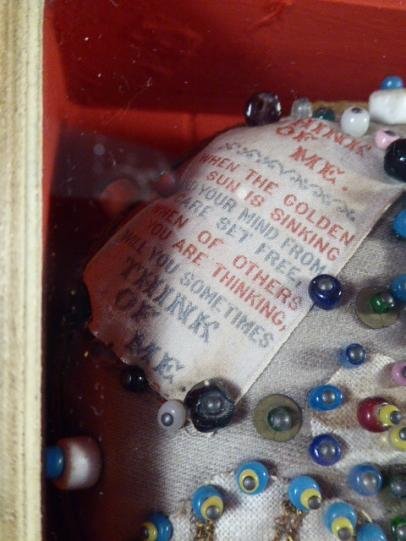 THINK
OF ME.
WHEN THE GOLDEN
SUN IS SINKING
AND YOUR MIND FROM
ARE SET FREE,
WHEN OF OTHERS
YOU ARE THINKING,
WILL YOU SOMETIMES
THINK
OF
ME